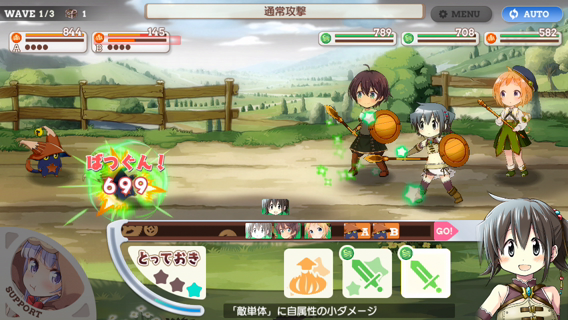 WAVE 1/3 1
通常攻撃
MENU
AUTO
844
A
145
B
789
708
582
ばつぐん!
699
A B GO!
とっておき
SUPPORT
「敵単体」に自属性の小ダメージ